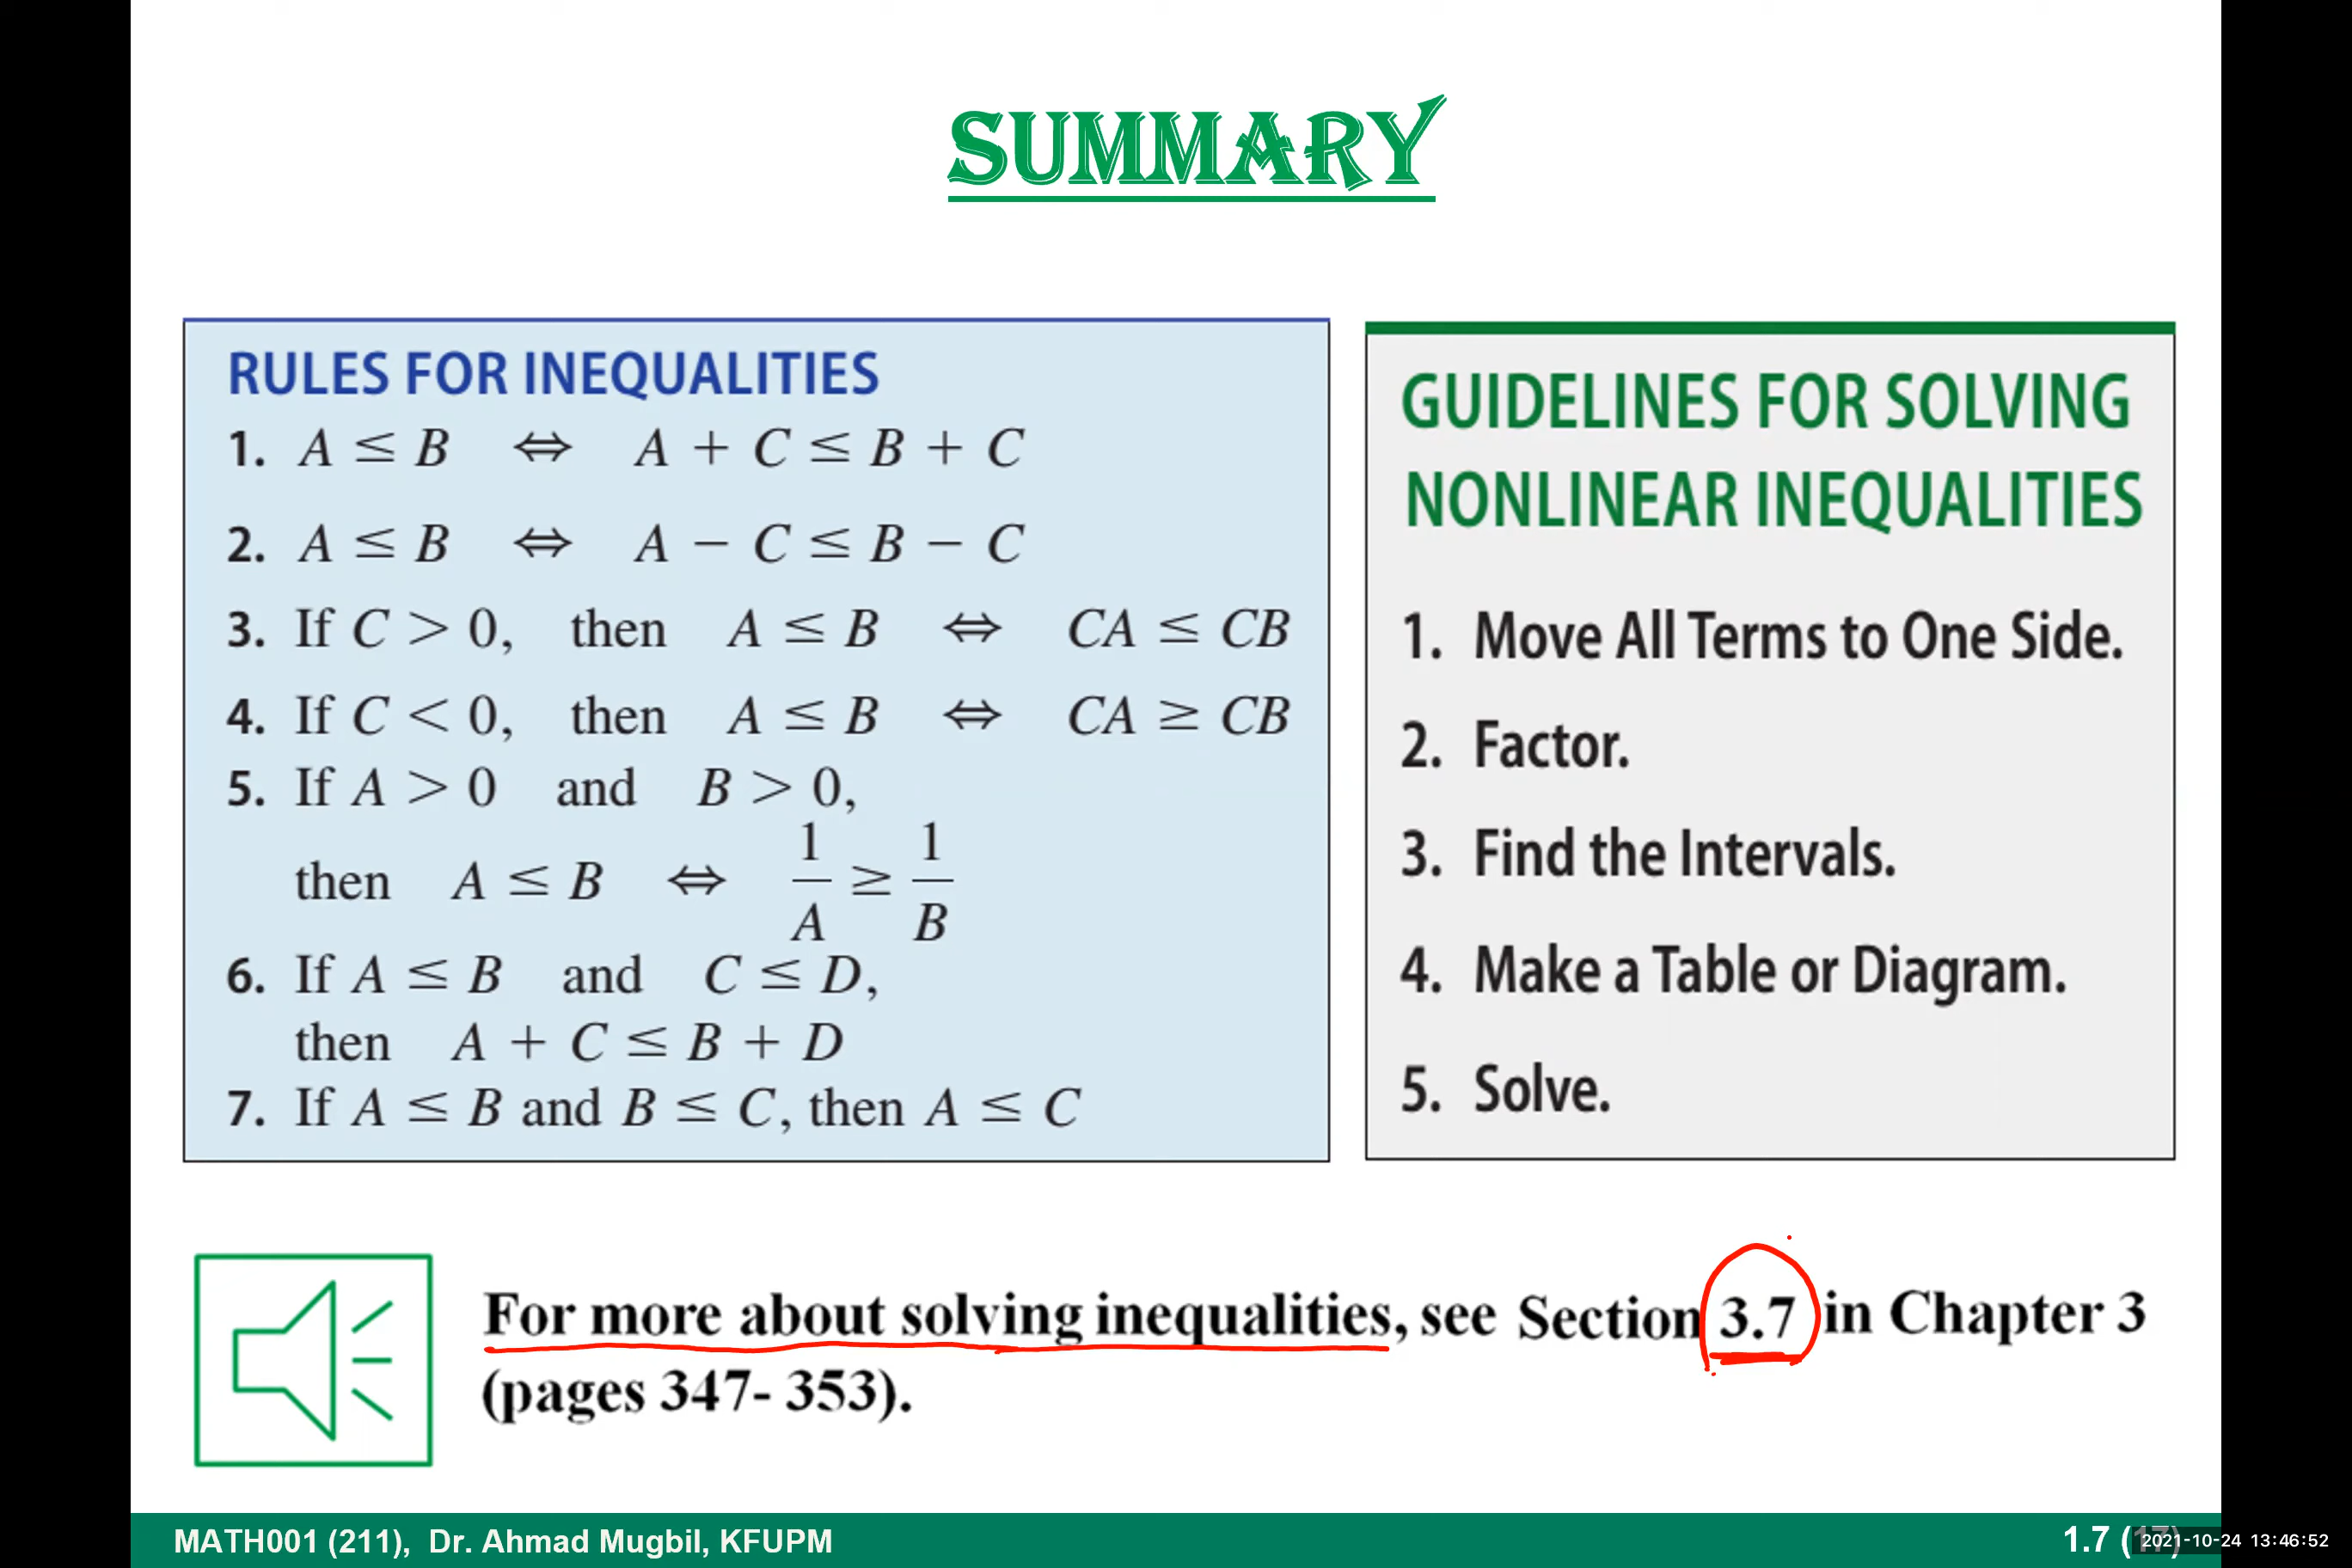 SUMMARY
RULES FOR INEQUALITIES
1. A ≤ B ⇔ A + C ≤ B + C
2. A ≤ B ⇔ A − C ≤ B − C
3. If C > 0, then A ≤ B ⇔ CA ≤ CB
4. If C < 0, then A ≤ B ⇔ CA ≥ CB
5. If A > 0 and B > 0,
then A ≤ B ⇔ 1/A ≥ 1/B
6. If A ≤ B and C ≤ D,
then A + C ≤ B + D
7. If A ≤ B and B ≤ C, then A ≤ C
GUIDELINES FOR SOLVING
NONLINEAR INEQUALITIES
1. Move All Terms to One Side.
2. Factor.
3. Find the Intervals.
4. Make a Table or Diagram.
5. Solve.
For more about solving inequalities, see Section 3.7 in Chapter 3
(pages 347- 353).
MATH001 (211), Dr. Ahmad Mugbil, KFUPM
1.7 (17)
2021-10-24 13:46:52